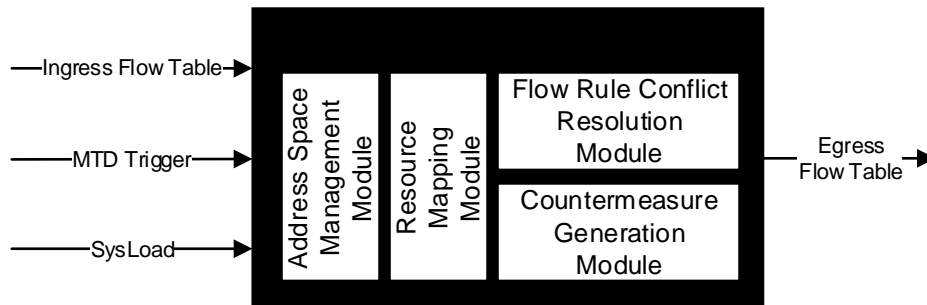 Ingress Flow Table
MTD Trigger
SysLoad
Address Space
Management
Module
Resource
Mapping
Module
Flow Rule Conflict
Resolution
Module
Countermeasure
Generation
Module
Egress
Flow Table